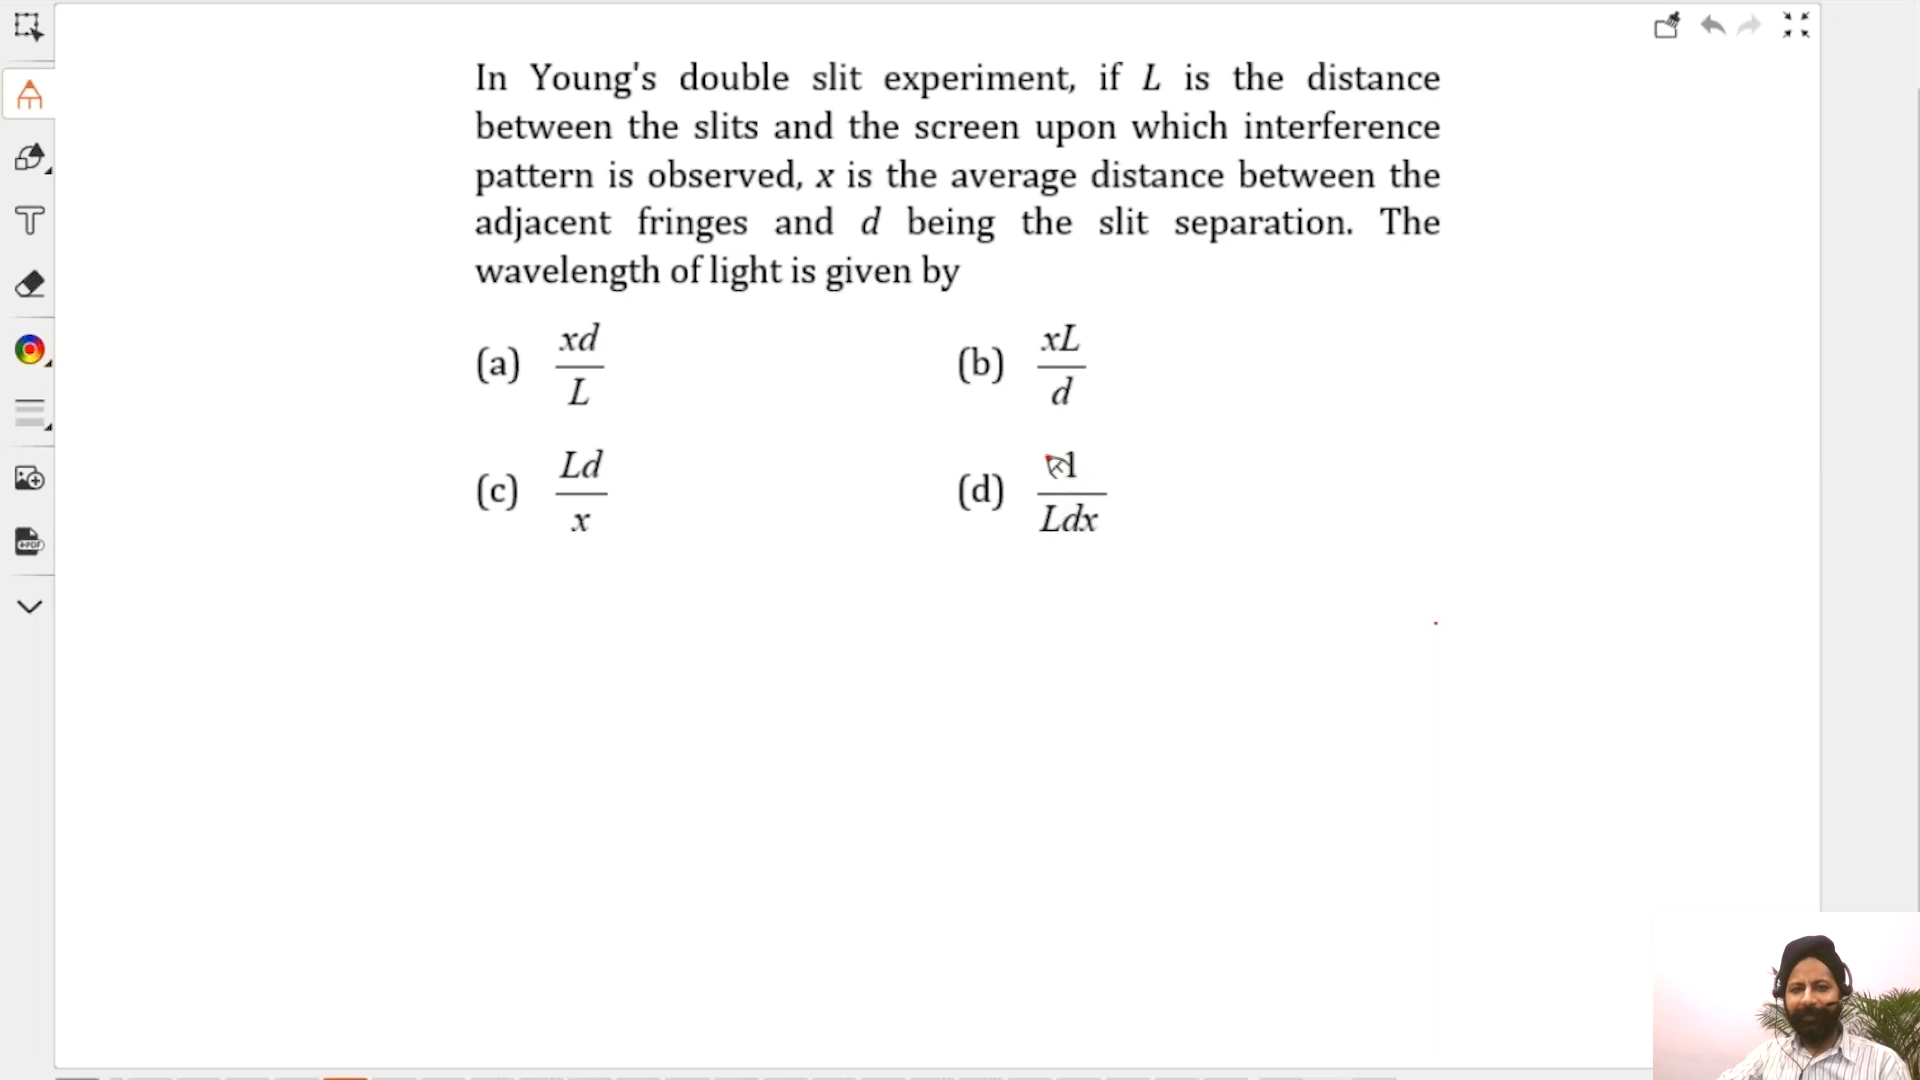 In Young's double slit experiment, if L is the distance
between the slits and the screen upon which interference
pattern is observed, x is the average distance between the
adjacent fringes and d being the slit separation. The
wavelength of light is given by
(a) xd/L (b) xL/d
(c) Ld/x (d) 1/Ldx